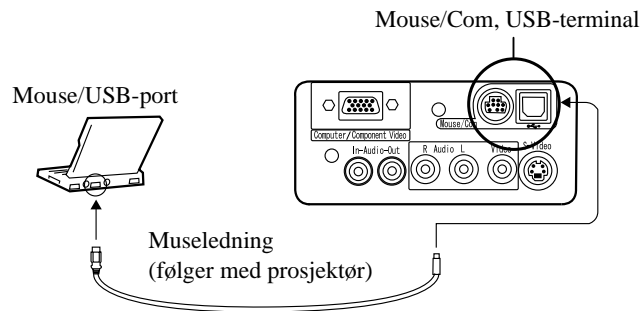 Mouse/Com, USB-terminal
Mouse/USB-port
Mouse/Com
Computer/Component Video
In-Audio-Out
R Audio L
Video
S-Video
Museledning
(følger med prosjektør)